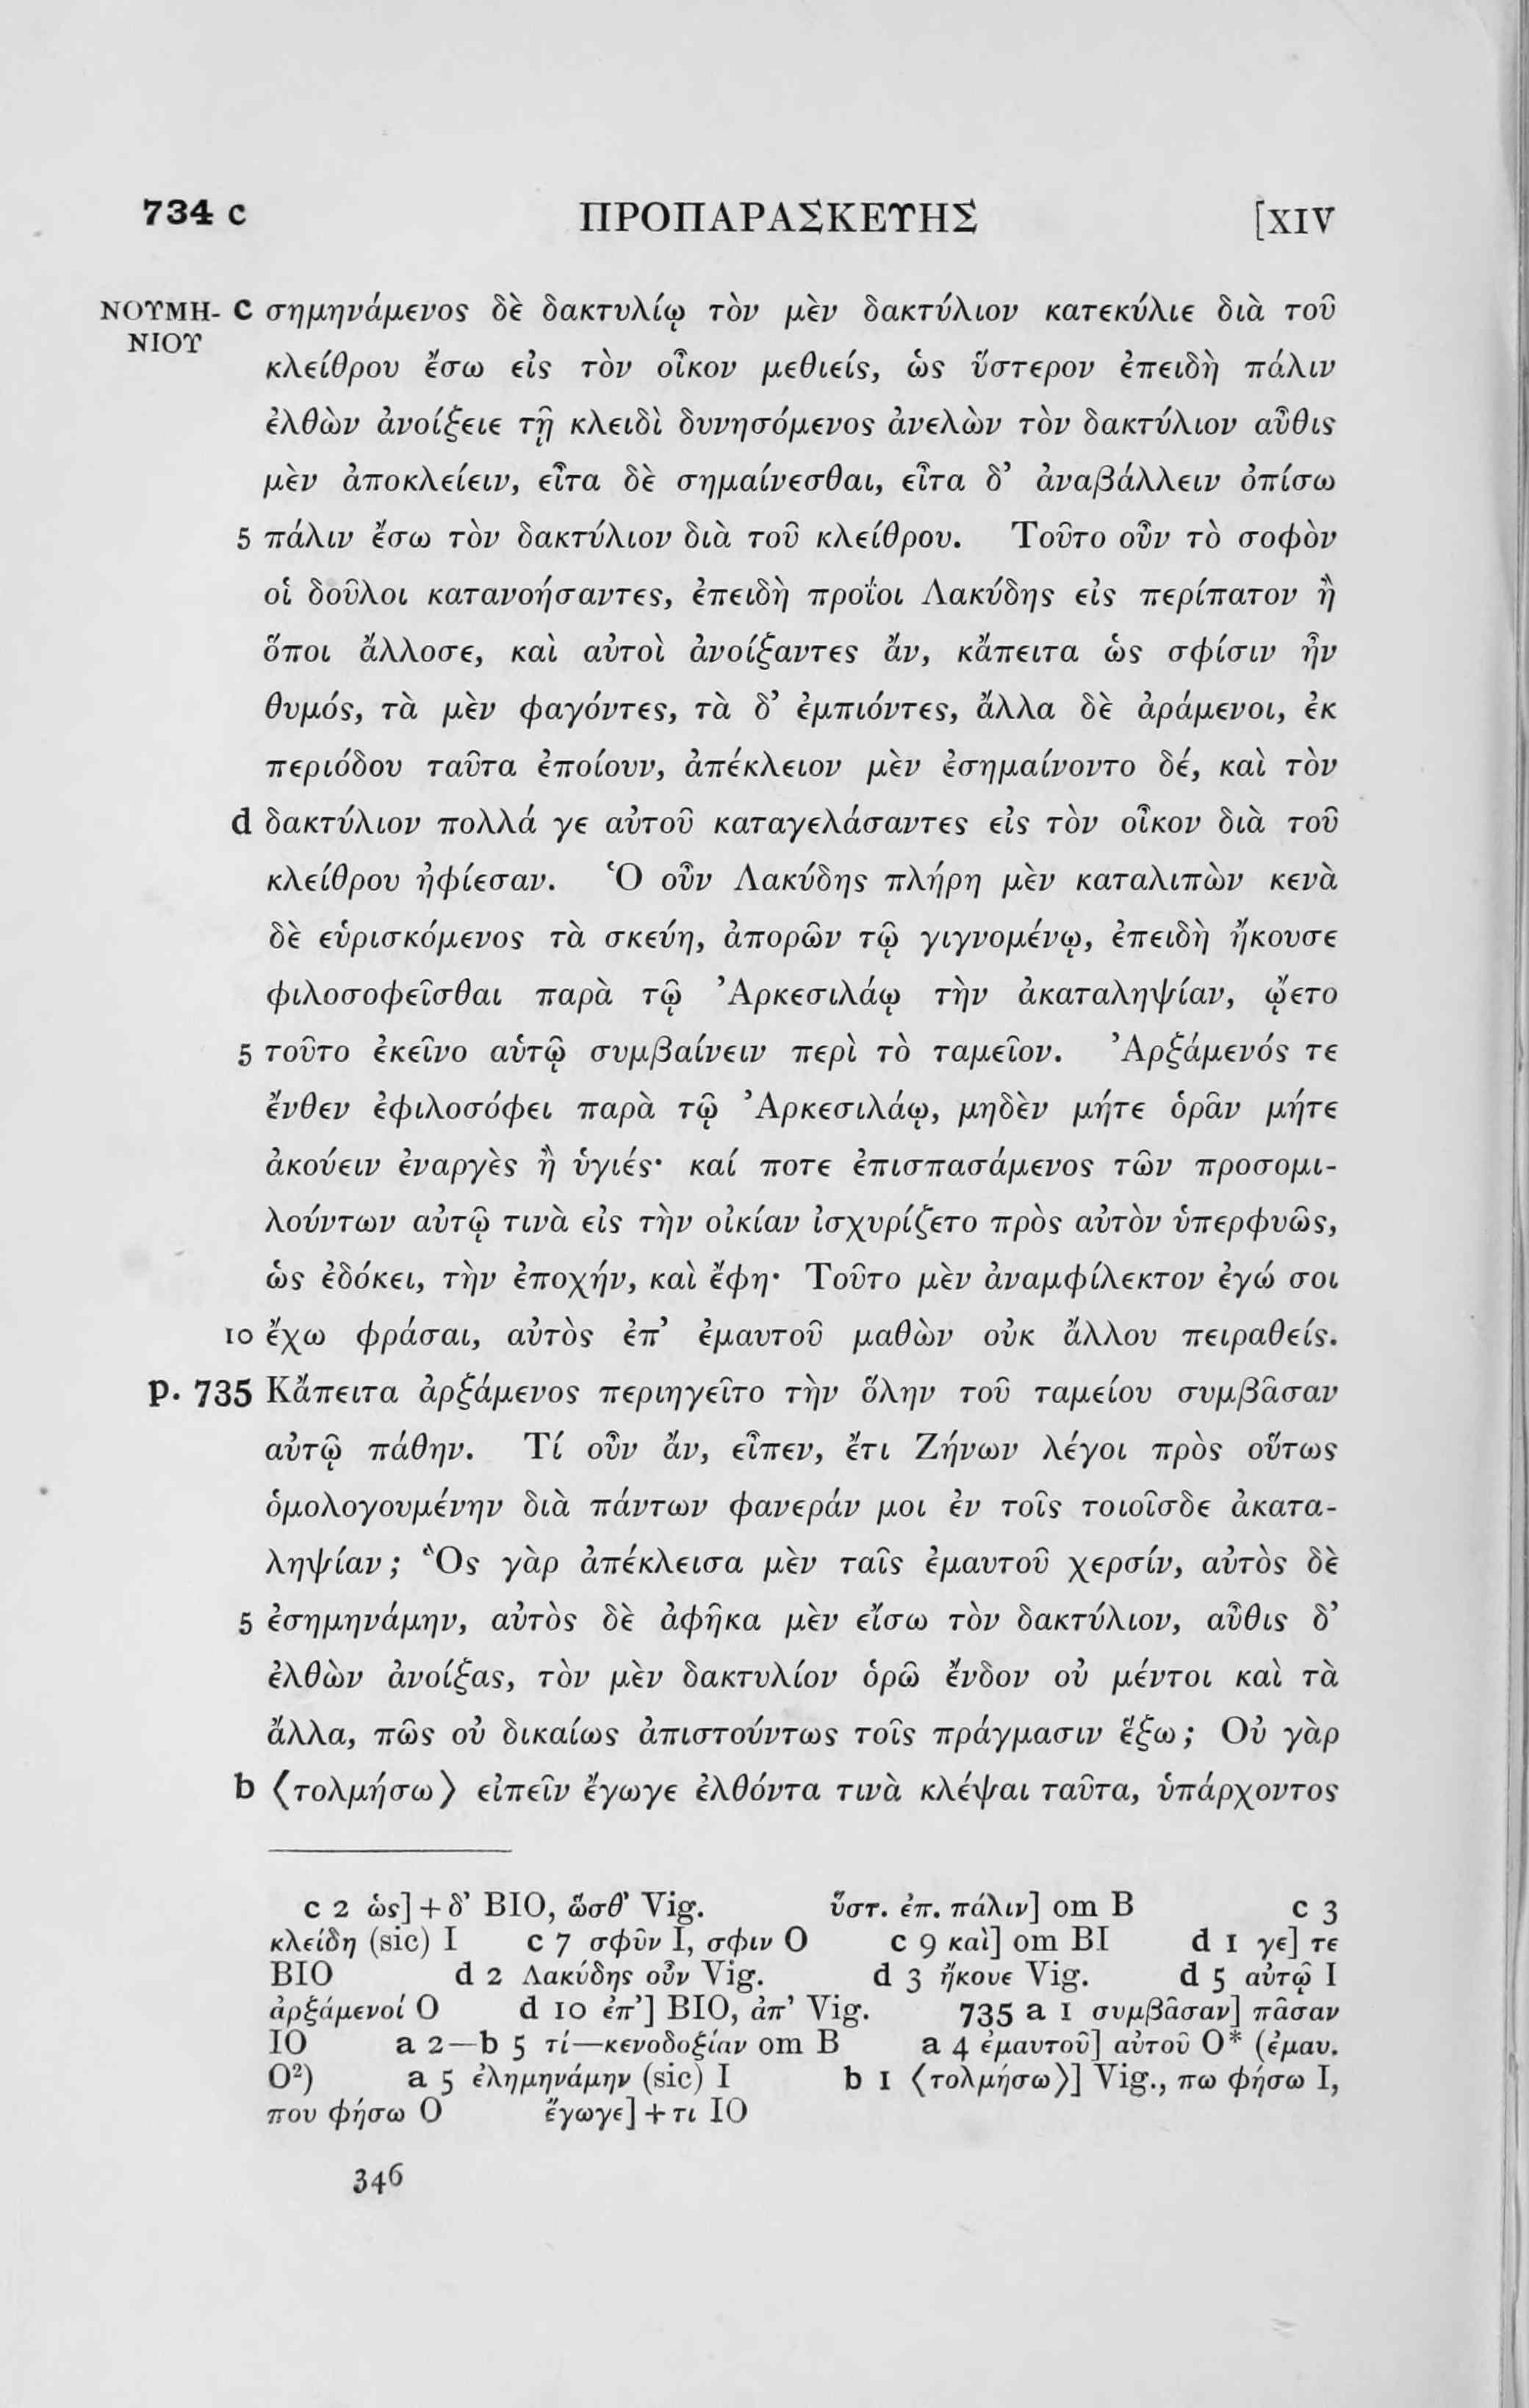 734 c ΠΡΟΠΑΡΑΣΚΕΥΗΣ [XIV
ΝΟΥΜΗ- c σημηνάμενος δὲ δακτυλίῳ τὸν μὲν δακτύλιον κατεκύλιε διὰ τοῦ
ΝΙΟΥ
κλείθρου ἔσω εἰς τὸν οἶκον μεθιείς, ὡς ὕστερον ἐπειδὴ πάλιν
ἐλθὼν ἀνοίξειε τῇ κλειδὶ δυνησόμενος ἀνελὼν τὸν δακτύλιον αὖθις
μὲν ἀποκλείειν, εἶτα δὲ σημαίνεσθαι, εἶτα δ’ ἀναβάλλειν ὀπίσω
5 πάλιν ἔσω τὸν δακτύλιον διὰ τοῦ κλείθρου. Τοῦτο οὖν τὸ σοφὸν
οἱ δοῦλοι κατανοήσαντες, ἐπειδὴ προΐοι Λακύδης εἰς περίπατον ἢ
ὅποι ἄλλοσε, καὶ αὐτοὶ ἀνοίξαντες ἄν, κἄπειτα ὡς σφίσιν ἦν
θυμός, τὰ μὲν φαγόντες, τὰ δ’ ἐμπιόντες, ἄλλα δὲ ἀράμενοι, ἐκ
περιόδου ταῦτα ἐποίουν, ἀπέκλειον μὲν ἐσημαίνοντο δέ, καὶ τὸν
d δακτύλιον πολλά γε αὐτοῦ καταγελάσαντες εἰς τὸν οἶκον διὰ τοῦ
κλείθρου ἠφίεσαν. Ὁ οὖν Λακύδης πλήρη μὲν καταλιπὼν κενὰ
δὲ εὑρισκόμενος τὰ σκεύη, ἀπορῶν τῷ γιγνομένῳ, ἐπειδὴ ἤκουσε
φιλοσοφεῖσθαι παρὰ τῷ Ἀρκεσιλάῳ τὴν ἀκαταληψίαν, ᾤετο
5 τοῦτο ἐκεῖνο αὑτῷ συμβαίνειν περὶ τὸ ταμεῖον. Ἀρξάμενός τε
ἔνθεν ἐφιλοσόφει παρὰ τῷ Ἀρκεσιλάῳ, μηδὲν μήτε ὁρᾶν μήτε
ἀκούειν ἐναργὲς ἢ ὑγιές· καί ποτε ἐπισπασάμενος τῶν προσομι-
λούντων αὐτῷ τινὰ εἰς τὴν οἰκίαν ἰσχυρίζετο πρὸς αὐτὸν ὑπερφυῶς,
ὡς ἐδόκει, τὴν ἐποχήν, καὶ ἔφη· Τοῦτο μὲν ἀναμφίλεκτον ἐγώ σοι
10 ἔχω φράσαι, αὐτὸς ἐπ’ ἐμαυτοῦ μαθὼν οὐκ ἄλλου πειραθείς.
p. 735 Κἄπειτα ἀρξάμενος περιηγεῖτο τὴν ὅλην τοῦ ταμείου συμβᾶσαν
αὐτῷ πάθην. Τί οὖν ἄν, εἶπεν, ἔτι Ζήνων λέγοι πρὸς οὕτως
ὁμολογουμένην διὰ πάντων φανεράν μοι ἐν τοῖς τοιοῖσδε ἀκατα-
ληψίαν; Ὃς γὰρ ἀπέκλεισα μὲν ταῖς ἐμαυτοῦ χερσίν, αὐτὸς δὲ
5 ἐσημηνάμην, αὐτὸς δὲ ἀφῆκα μὲν εἴσω τὸν δακτύλιον, αὖθις δ’
ἐλθὼν ἀνοίξας, τὸν μὲν δακτυλίον ὁρῶ ἔνδον οὐ μέντοι καὶ τὰ
ἄλλα, πῶς οὐ δικαίως ἀπιστούντως τοῖς πράγμασιν ἕξω; Οὐ γὰρ
b ⟨τολμήσω⟩ εἰπεῖν ἔγωγε ἐλθόντα τινὰ κλέψαι ταῦτα, ὑπάρχοντος
c 2 ὡς] + δ’ BIO, ὥσθ’ Vig. ὕστ. ἐπ. πάλιν] om B c 3
κλείδη (sic) I c 7 σφῦν I, σφιν O c 9 καὶ] om BI d 1 γε] τε
BIO d 2 Λακύδης οὖν Vig. d 3 ἤκουε Vig. d 5 αὐτῷ I
ἀρξάμενοί O d 10 ἐπ’] BIO, ἀπ’ Vig. 735 a 1 συμβᾶσαν] πᾶσαν
IO a 2—b 5 τί—κενοδοξίαν om B a 4 ἐμαυτοῦ] αὐτοῦ O* (ἐμαυ.
O²) a 5 ἐλημηνάμην (sic) I b 1 ⟨τολμήσω⟩] Vig., πω φήσω I,
που φήσω O ἔγωγε] + τι IO
346